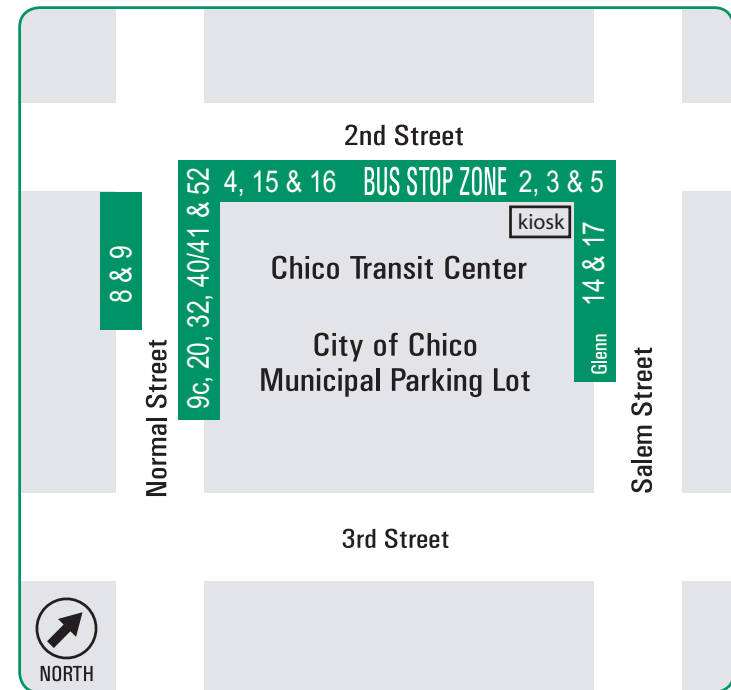 2nd Street
4, 15 & 16 BUS STOP ZONE 2, 3 & 5
9c, 20, 32, 40/41 & 52
8 & 9
kiosk
14 & 17
Glenn
Chico Transit Center
City of Chico
Municipal Parking Lot
Normal Street
Salem Street
3rd Street
NORTH